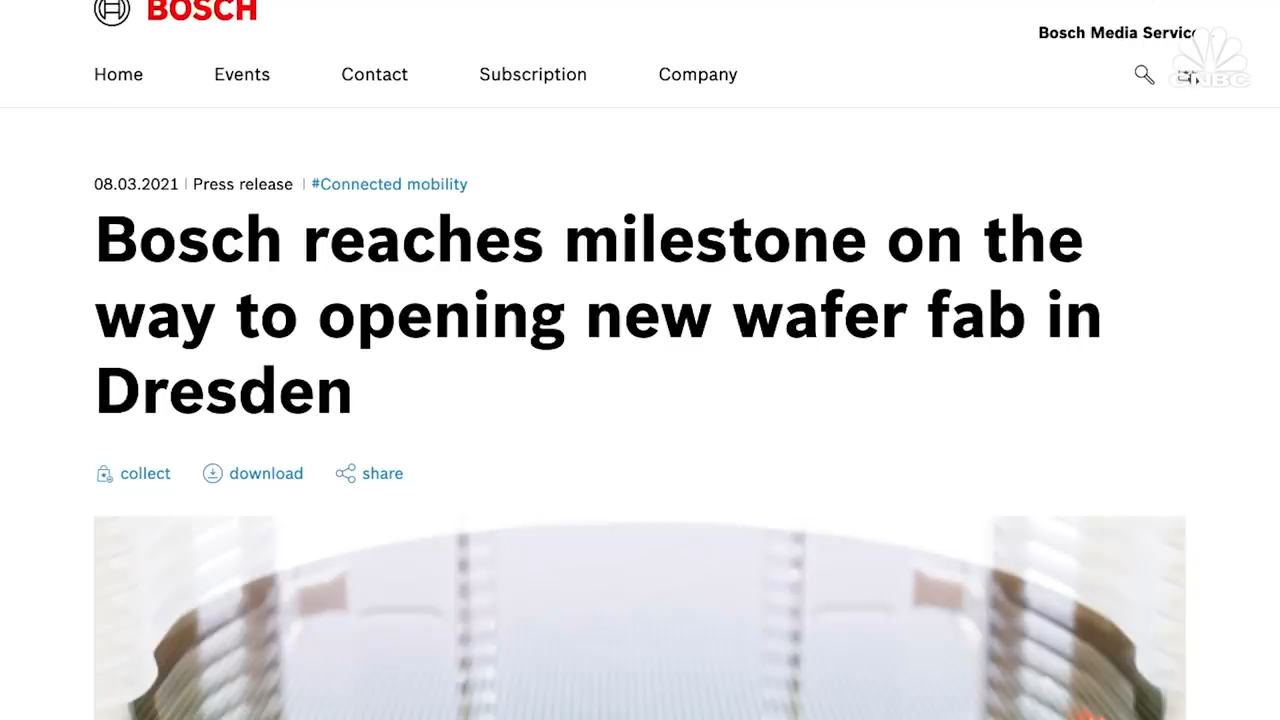 BOSCH
Bosch Media Service
CNBC
Home Events Contact Subscription Company
08.03.2021 | Press release | #Connected mobility
Bosch reaches milestone on the
way to opening new wafer fab in
Dresden
collect download share